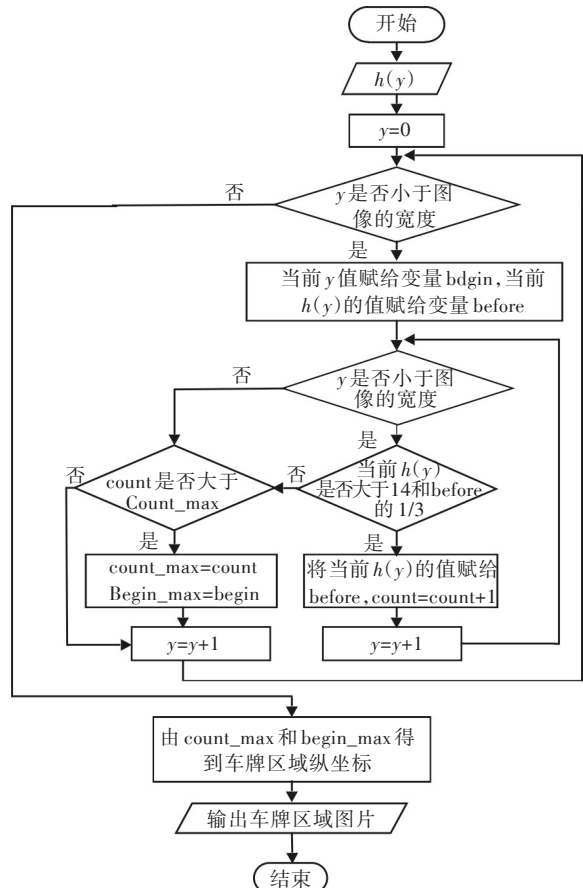 开始
h(y)
y=0
否
y是否小于图
像的宽度
是
当前y值赋给变量bdgin,当前
h(y)的值赋给变量before
否
y是否小于图
像的宽度
是
否
count是否大于
Count_max
否
当前h(y)
是否大于14和before
的1/3
是
是
count_max=count
Begin_max=begin
将当前h(y)的值赋给
before,count=count+1
y=y+1
y=y+1
由count_max和begin_max得
到车牌区域纵坐标
输出车牌区域图片
结束